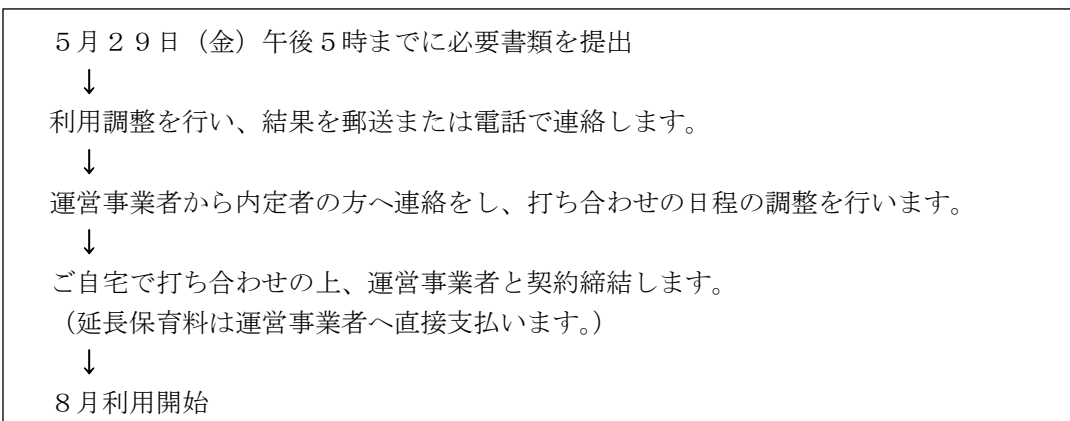 ５月２９日（金）午後５時までに必要書類を提出
↓
利用調整を行い、結果を郵送または電話で連絡します。
↓
運営事業者から内定者の方へ連絡をし、打ち合わせの日程の調整を行います。
↓
ご自宅で打ち合わせの上、運営事業者と契約締結します。
（延長保育料は運営事業者へ直接支払います。）
↓
８月利用開始